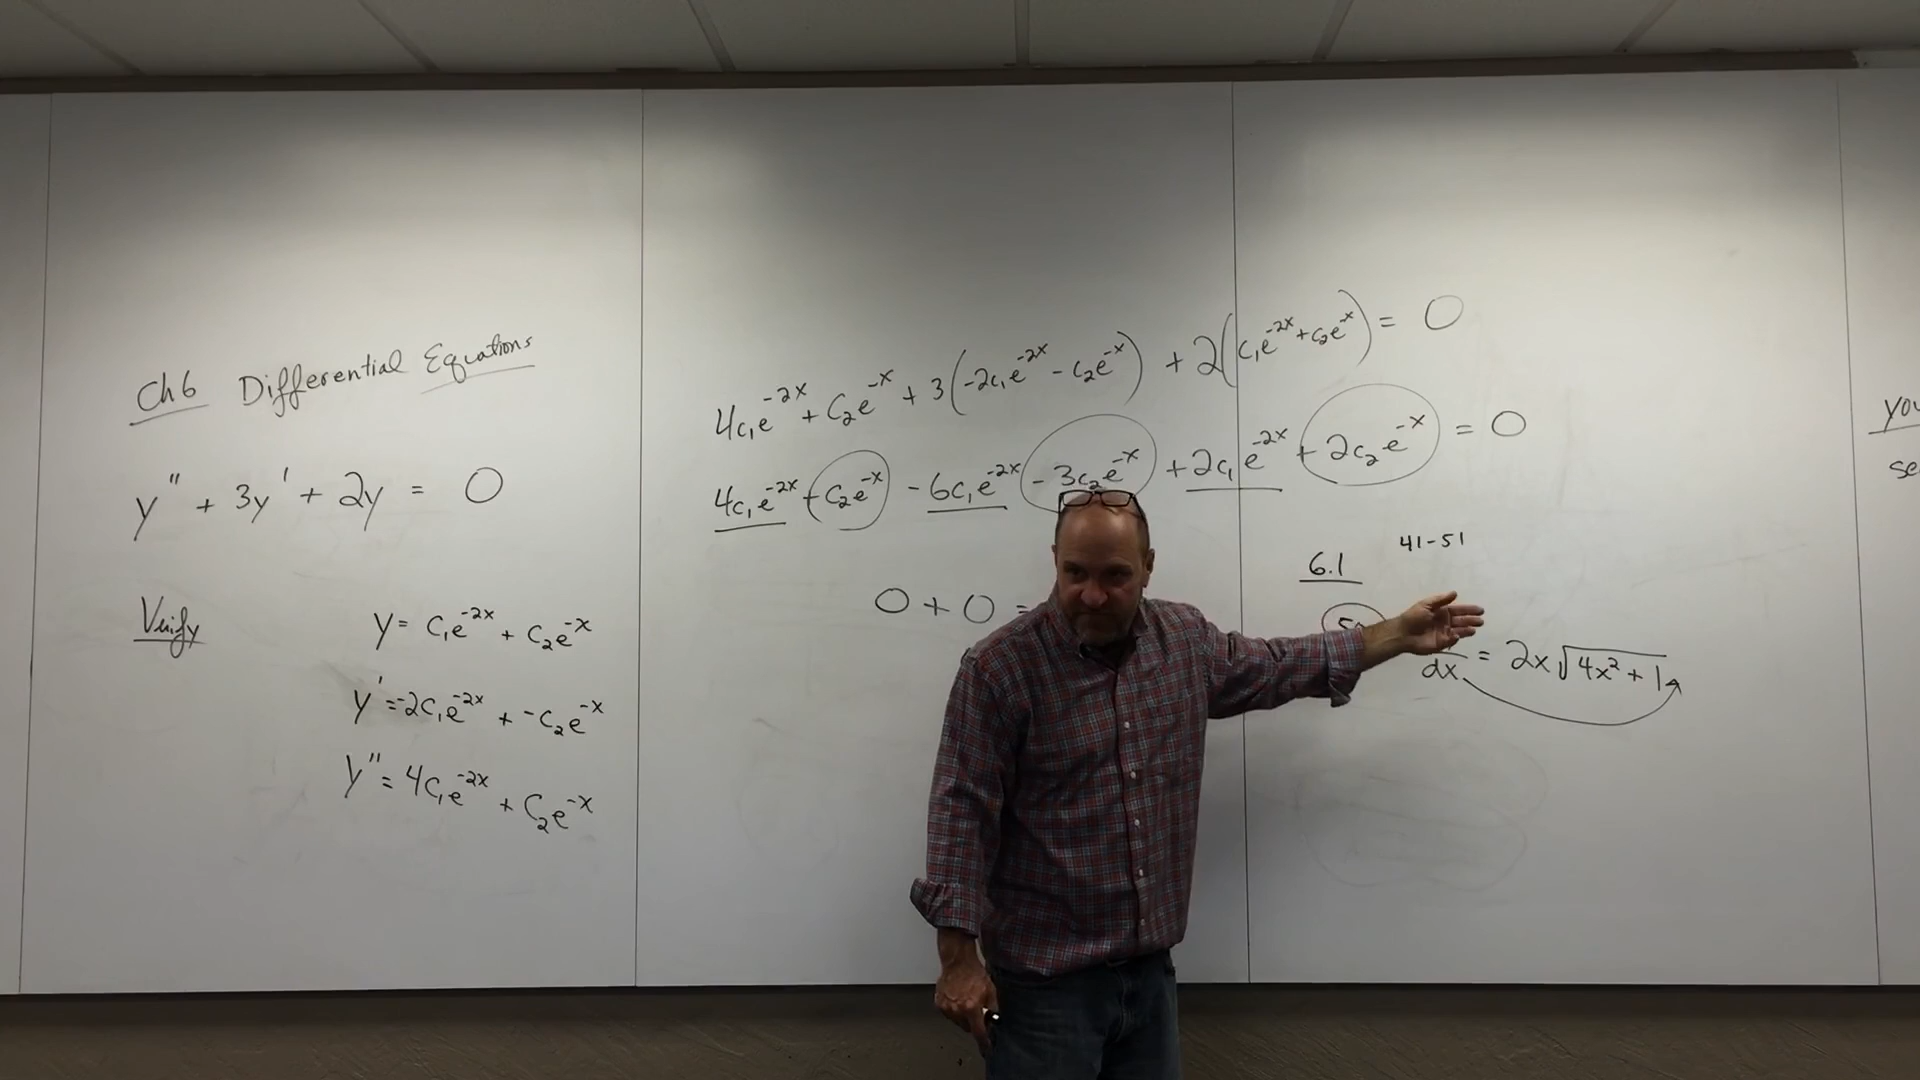 Ch 6 Differential Equations
y" + 3y' + 2y = 0
Verify
y = c₁e^-2x + c₂e^-x
y' = -2c₁e^-2x + -c₂e^-x
y" = 4c₁e^-2x + c₂e^-x
4c₁e^-2x + c₂e^-x + 3(-2c₁e^-2x - c₂e^-x) + 2(c₁e^-2x + c₂e^-x) = 0
4c₁e^-2x + c₂e^-x - 6c₁e^-2x - 3c₂e^-x + 2c₁e^-2x + 2c₂e^-x = 0
0 + 0 =
6.1 41-51
dx = 2x√(4x² + 1)